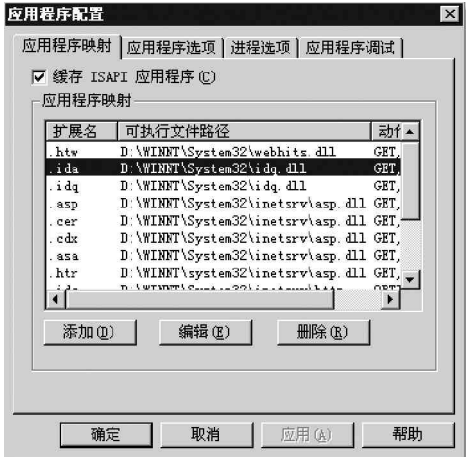 应用程序配置
应用程序映射 应用程序选项 进程选项 应用程序调试
缓存 ISAPI 应用程序(C)
应用程序映射
扩展名 可执行文件路径 动作
.htw D:\WINNT\System32\webhits.dll GET,
.ida D:\WINNT\System32\idq.dll GET,
.idq D:\WINNT\System32\idq.dll GET,
.asp D:\WINNT\System32\inetsrv\asp.dll GET,
.cer D:\WINNT\System32\inetsrv\asp.dll GET,
.cdx D:\WINNT\System32\inetsrv\asp.dll GET,
.asa D:\WINNT\System32\inetsrv\asp.dll GET,
.htr D:\WINNT\System32\inetsrv\asp.dll GET,
添加(D) 编辑(E) 删除(R)
确定 取消 应用(A) 帮助